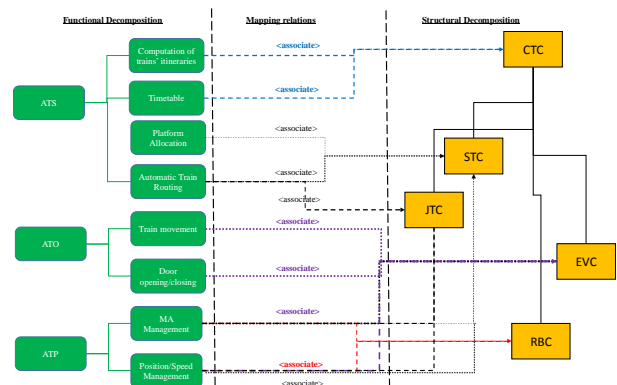 Functional Decomposition
Mapping relations
Structural Decomposition
Computation of
trains' itineraries
<associate>
CTC
ATS
Timetable
<associate>
Platform
Allocation
<associate>
STC
Automatic Train
Routing
<associate>
<associate>
JTC
Train movement
<associate>
ATO
EVC
Door
opening/closing
<associate>
MA
Management
RBC
ATP
Position/Speed
Management
<associate>
<associate>